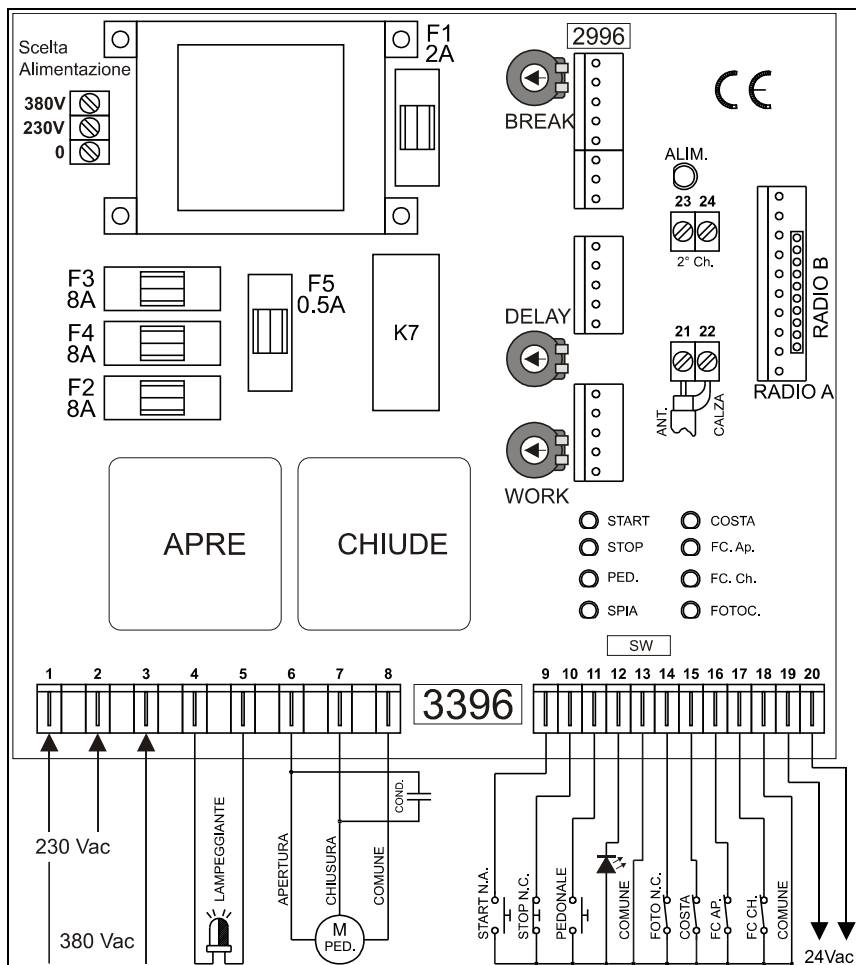 Scelta
Alimentazione
380V
230V
0
F1
2A
2996
BREAK
CE
ALIM.
23 24
2° Ch.
F3
8A
F4
8A
F2
8A
F5
0.5A
K7
DELAY
21 22
ANT.
CALZA
RADIO B
RADIO A
WORK
APRE
CHIUDE
START
COSTA
STOP
FC. Ap.
PED.
FC. Ch.
SPIA
FOTOC.
SW
1 2 3 4 5 6 7 8
3396
9 10 11 12 13 14 15 16 17 18 19 20
230 Vac
380 Vac
LAMPEGGIANTE
APERTURA
CHIUSURA
COMUNE
COND.
M
PED.
START N.A.
STOP N.C.
PEDONALE
COMUNE
FOTO N.C.
COSTA
FC AP.
FC CH.
COMUNE
24Vac